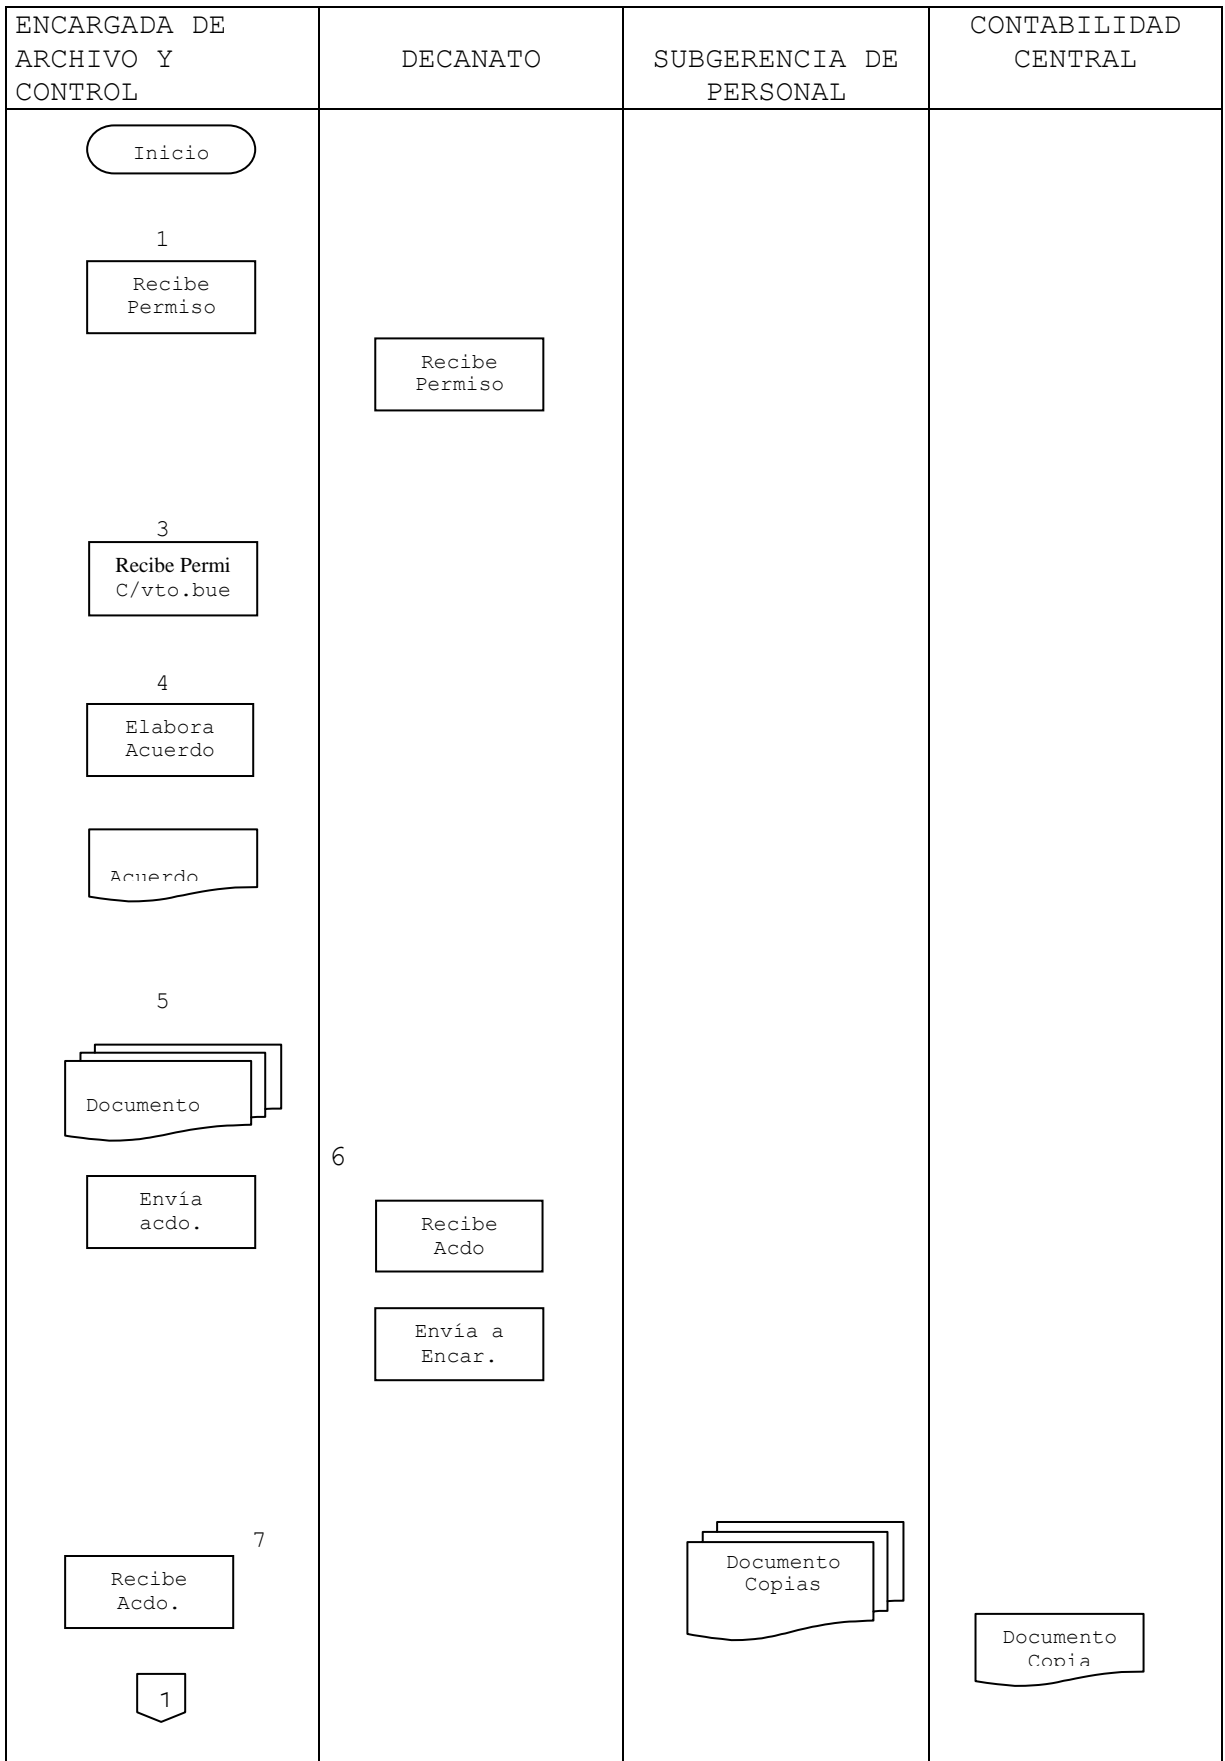 ENCARGADA DE
ARCHIVO Y
CONTROL
DECANATO
SUBGERENCIA DE
PERSONAL
CONTABILIDAD
CENTRAL
Inicio
1
Recibe
Permiso
Recibe
Permiso
3
Recibe Permi
C/vto.bue
4
Elabora
Acuerdo
Acuerdo
5
Documento
6
Envía
acdo.
Recibe
Acdo
Envía a
Encar.
7
Recibe
Acdo.
Documento
Copias
Documento
Copia
1